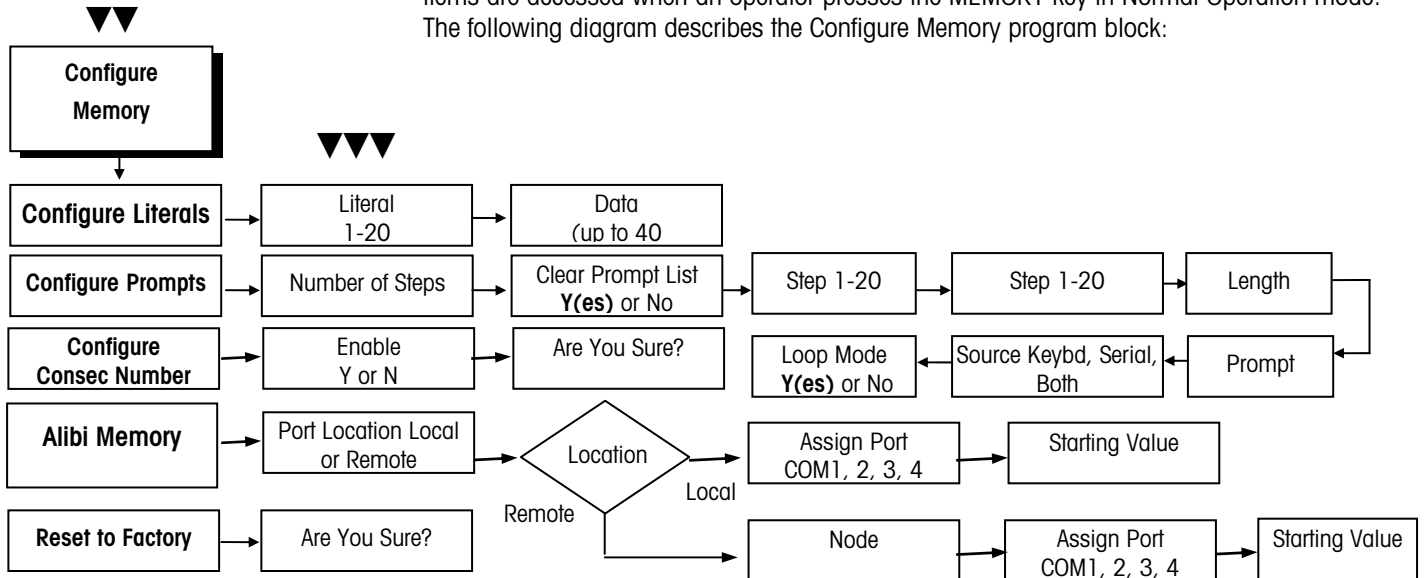 items are accessed when an operator presses the MEMORY key in Normal Operation mode.
The following diagram describes the Configure Memory program block:
Configure
Memory
Configure Literals
Literal
1-20
Data
(up to 40
Configure Prompts
Number of Steps
Clear Prompt List
Y(es) or No
Step 1-20
Step 1-20
Length
Configure
Consec Number
Enable
Y or N
Are You Sure?
Loop Mode
Y(es) or No
Source Keybd, Serial,
Both
Prompt
Alibi Memory
Port Location Local
or Remote
Location
Local
Remote
Assign Port
COM1, 2, 3, 4
Starting Value
Reset to Factory
Are You Sure?
Node
Assign Port
COM1, 2, 3, 4
Starting Value